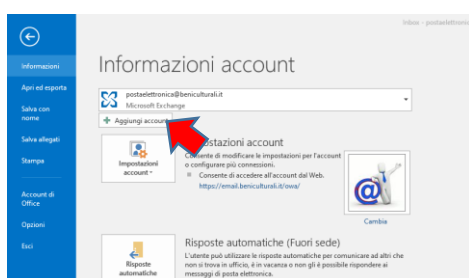 Inbox - postaelettronic
Informazioni
Apri ed esporta
Salva con
nome
Salva allegati
Stampa
Account di
Office
Opzioni
Esci
Informazioni account
postaelettronica@beniculturali.it
Microsoft Exchange
Aggiungi account
Impostazioni
account
postazioni account
Consente di modificare le impostazioni per l'account
o configurare più connessioni.
Consente di accedere all'account dal Web.
https://email.beniculturali.it/owa/
Cambia
Risposte
automatiche
Risposte automatiche (Fuori sede)
L'utente può utilizzare le risposte automatiche per comunicare ad altri che
non si trova in ufficio, è in vacanza o non gli è possibile rispondere ai
messaggi di posta elettronica.